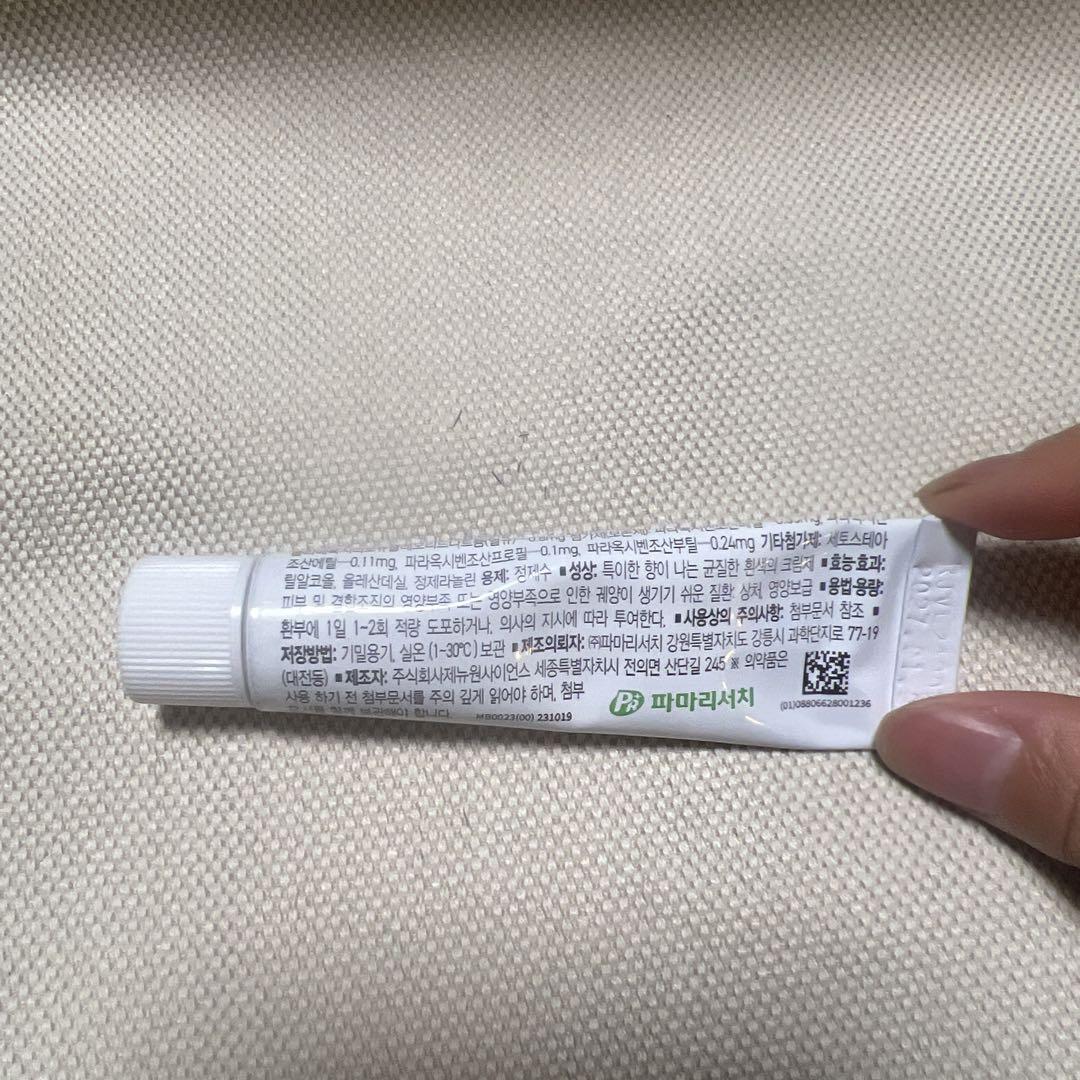 조산에틸—0.11mg, 파라옥시벤조산프로필—0.1mg, 파라옥시벤조산부틸—0.24mg 기타첨가제: 세토스테아
릴알코올, 올레산데실, 정제라놀린 용제: 정제수 ■성상: 특이한 향이 나는 균질한 흰색의 크림제 ■효능·효과:
피부 및 결합조직의 영양부족 또는 영양부족으로 인한 궤양이 생기기 쉬운 질환: 상처 영양보급 ■용법·용량:
환부에 1일 1~2회 적량 도포하거나, 의사의 지시에 따라 투여한다. ■사용상의 주의사항: 첨부문서 참조 ■
저장방법: 기밀용기, 실온 (1~30℃) 보관 ■제조의뢰자: ㈜파마리서치 강원특별자치도 강릉시 과학단지로 77-19
(대전동) ■제조자: 주식회사제뉴원사이언스 세종특별자치시 전의면 산단길 245 ※ 의약품은
사용 하기 전 첨부문서를 주의 깊게 읽어야 하며, 첨부
함께 보관해야 합니다. MB0023(00) 231019
파마리서치
(01)08806628001236